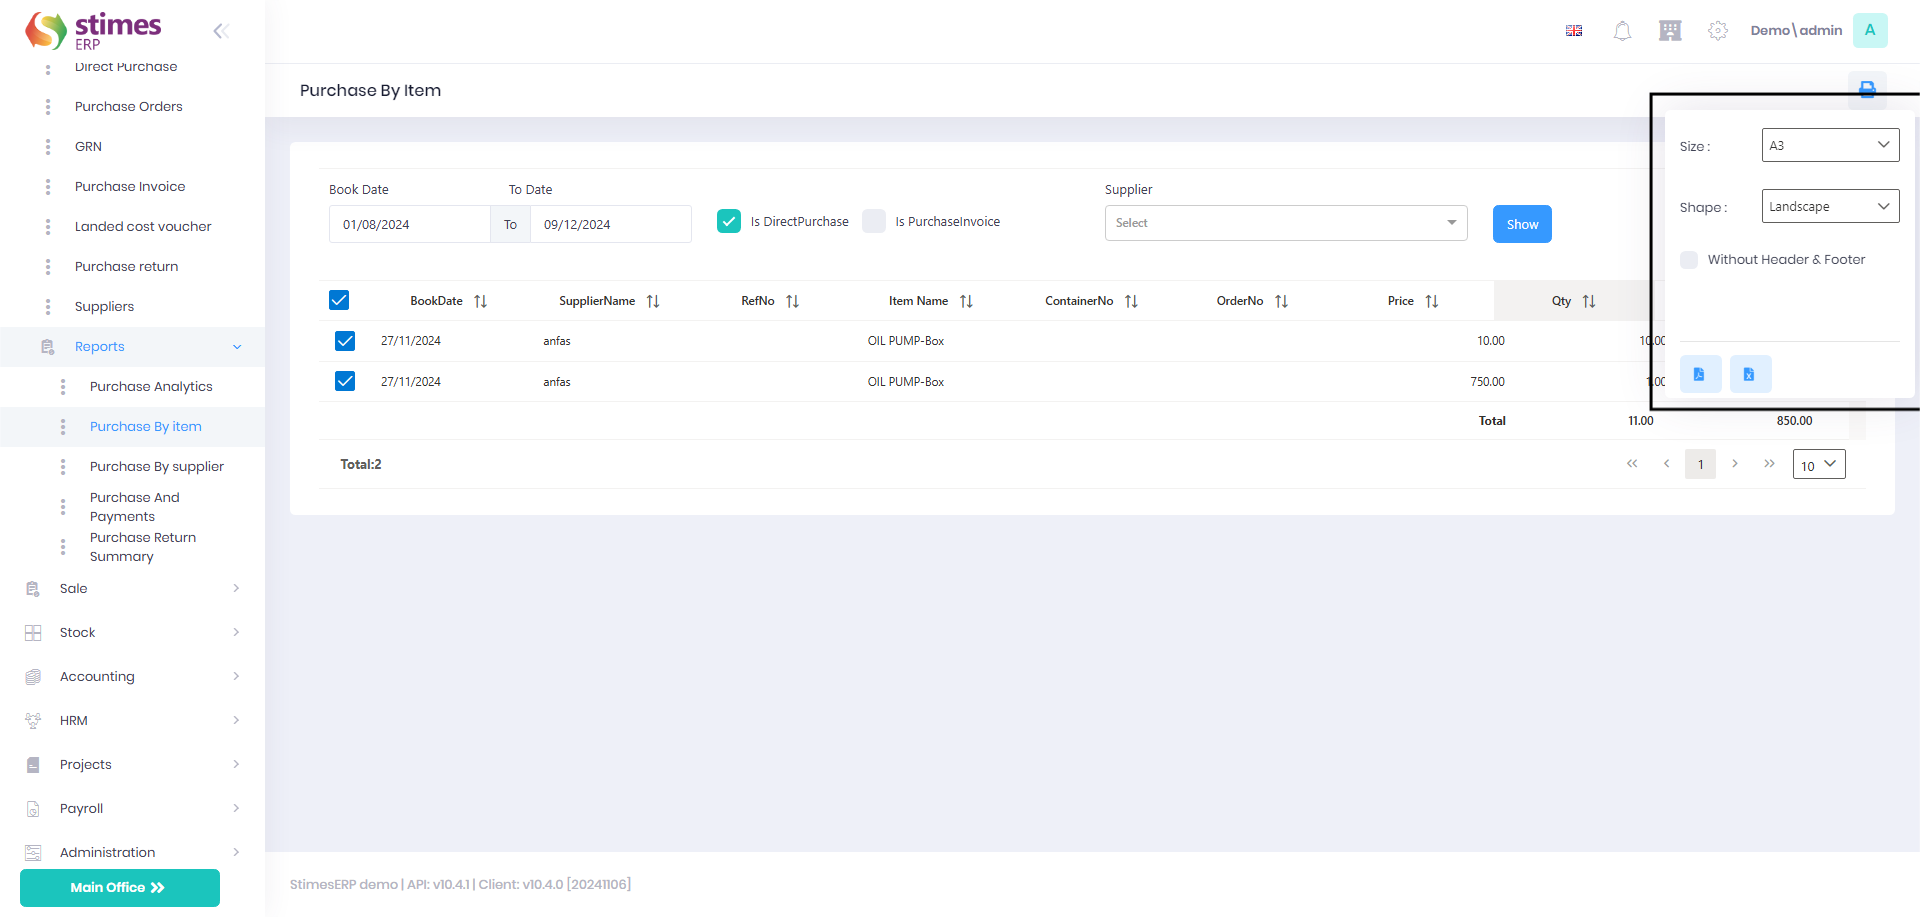 stimes
ERP
Demo\admin
A
Direct Purchase
Purchase Orders
GRN
Purchase Invoice
Landed cost voucher
Purchase return
Suppliers
Reports
Purchase Analytics
Purchase By item
Purchase By supplier
Purchase And
Payments
Purchase Return
Summary
Sale
Stock
Accounting
HRM
Projects
Payroll
Administration
Main Office
Purchase By Item
Book Date To Date Supplier
01/08/2024 To 09/12/2024 Is DirectPurchase Is PurchaseInvoice Select Show
BookDate SupplierName RefNo Item Name ContainerNo OrderNo Price Qty
27/11/2024 anfas OIL PUMP-Box 10.00 10.00
27/11/2024 anfas OIL PUMP-Box 750.00 1.00
Total 11.00 850.00
Total:2 1 10
Size : A3
Shape : Landscape
Without Header & Footer
StimesERP demo | API: v10.4.1 | Client: v10.4.0 [20241106]